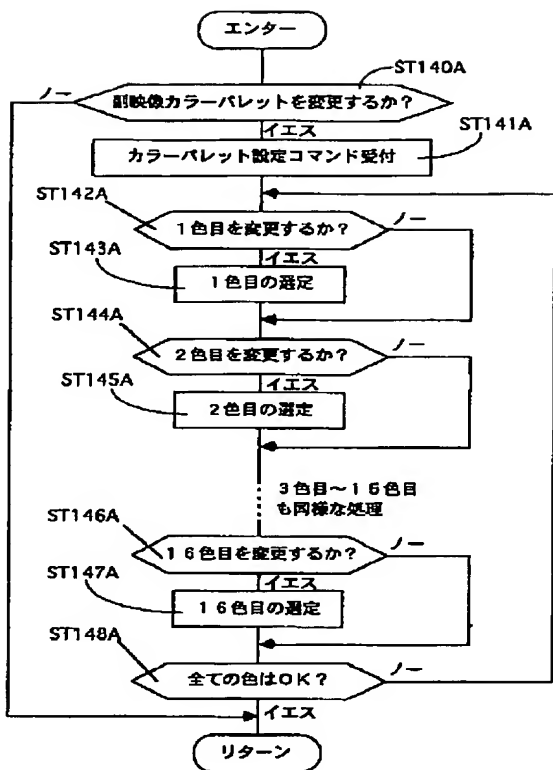 エンター
ST140A
ノー
副映像カラーパレットを変更するか?
イエス
ST141A
カラーパレット設定コマンド受付
ST142A
1色目を変更するか?
ノー
イエス
ST143A
1色目の選定
ST144A
2色目を変更するか?
ノー
イエス
ST145A
2色目の選定
3色目~15色目
も同様な処理
ST146A
16色目を変更するか?
ノー
イエス
ST147A
16色目の選定
ST148A
全ての色はOK?
ノー
イエス
リターン